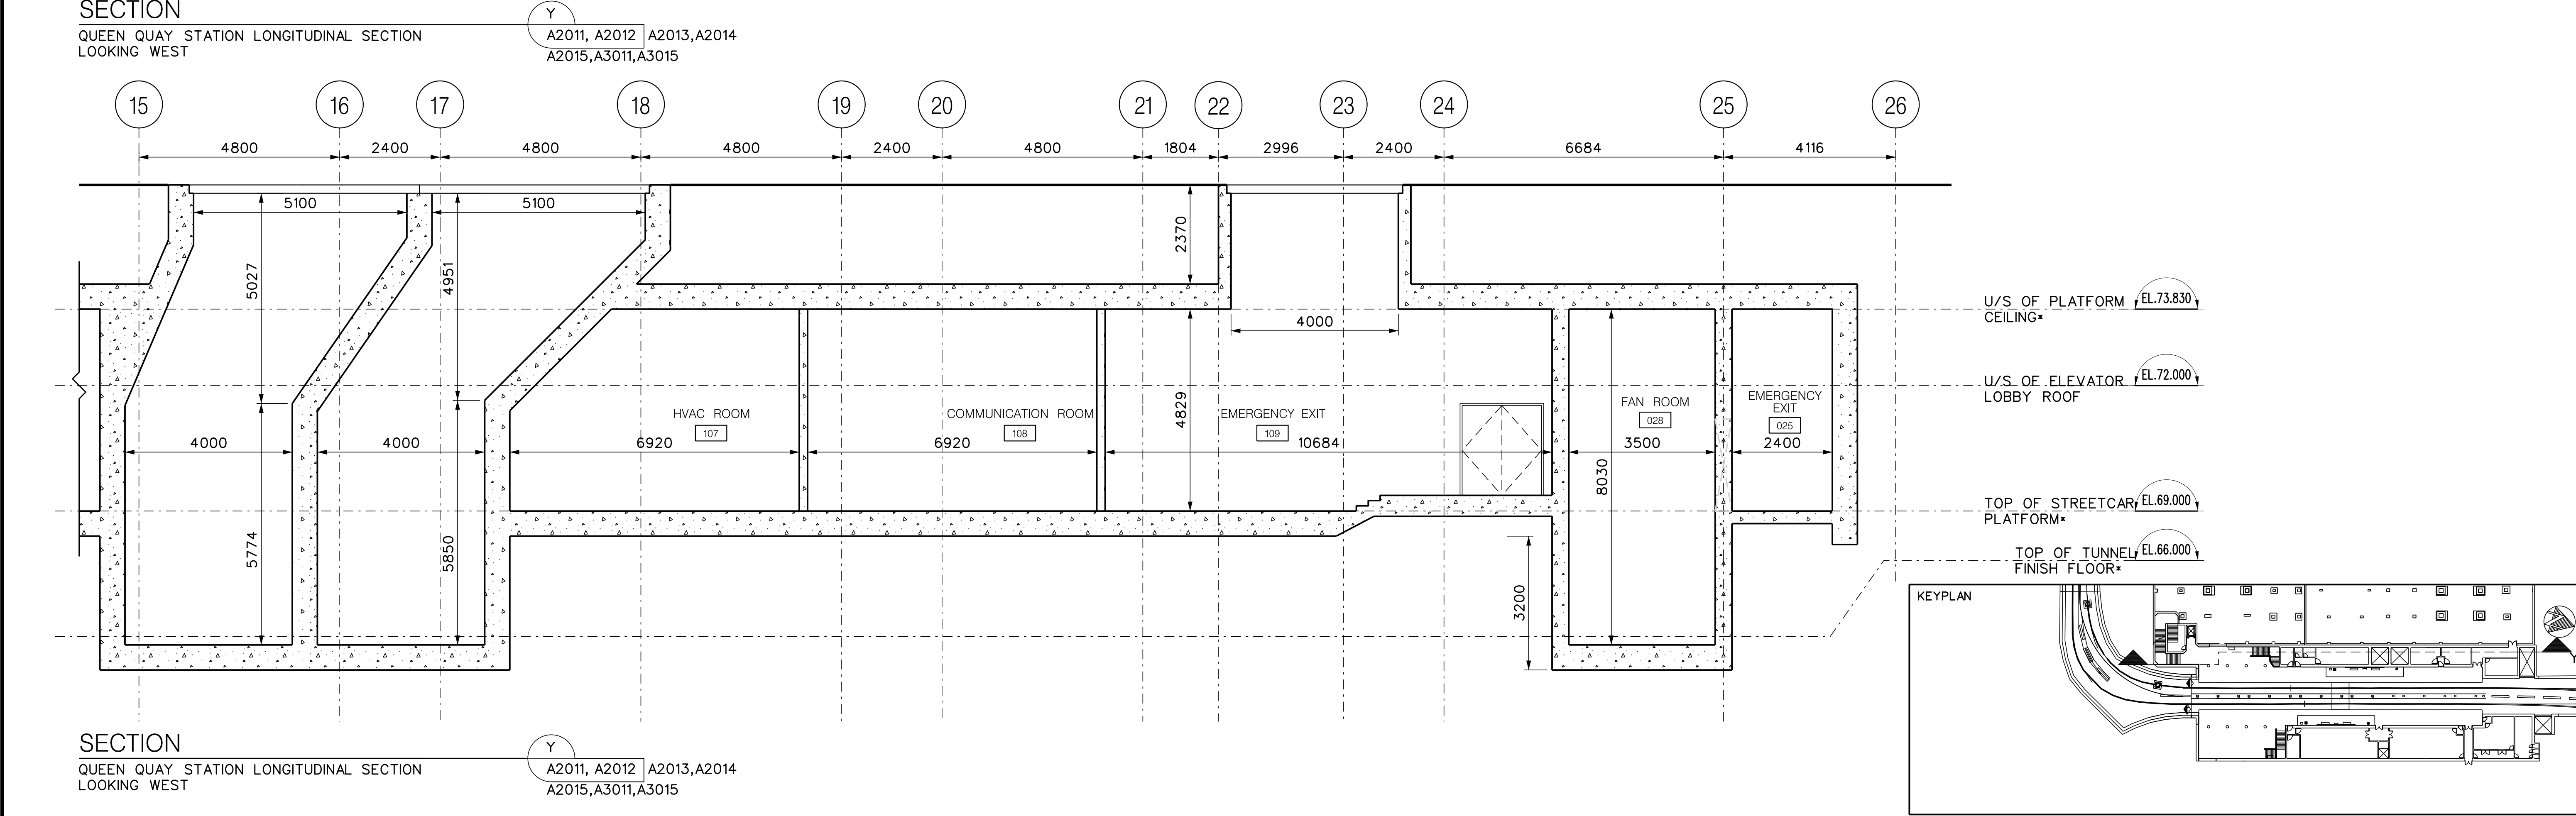 SECTION
QUEEN QUAY STATION LONGITUDINAL SECTION
LOOKING WEST
Y
A2011, A2012 A2013,A2014
A2015,A3011,A3015
15 16 17 18 19 20 21 22 23 24 25 26
4800 2400 4800 4800 2400 4800 1804 2996 2400 6684 4116
5100 5100
2370
5027 4951
U/S OF PLATFORM EL.73.830
CEILING*
4000
U/S OF ELEVATOR EL.72.000
LOBBY ROOF
4829
HVAC ROOM COMMUNICATION ROOM EMERGENCY EXIT FAN ROOM EMERGENCY
EXIT
107 108 109 028 025
4000 4000 6920 6920 10684 3500 2400
8030
TOP OF STREETCAR EL.69.000
PLATFORM*
5774 5850
TOP OF TUNNEL EL.66.000
FINISH FLOOR*
3200
KEYPLAN
SECTION
QUEEN QUAY STATION LONGITUDINAL SECTION
LOOKING WEST
Y
A2011, A2012 A2013,A2014
A2015,A3011,A3015